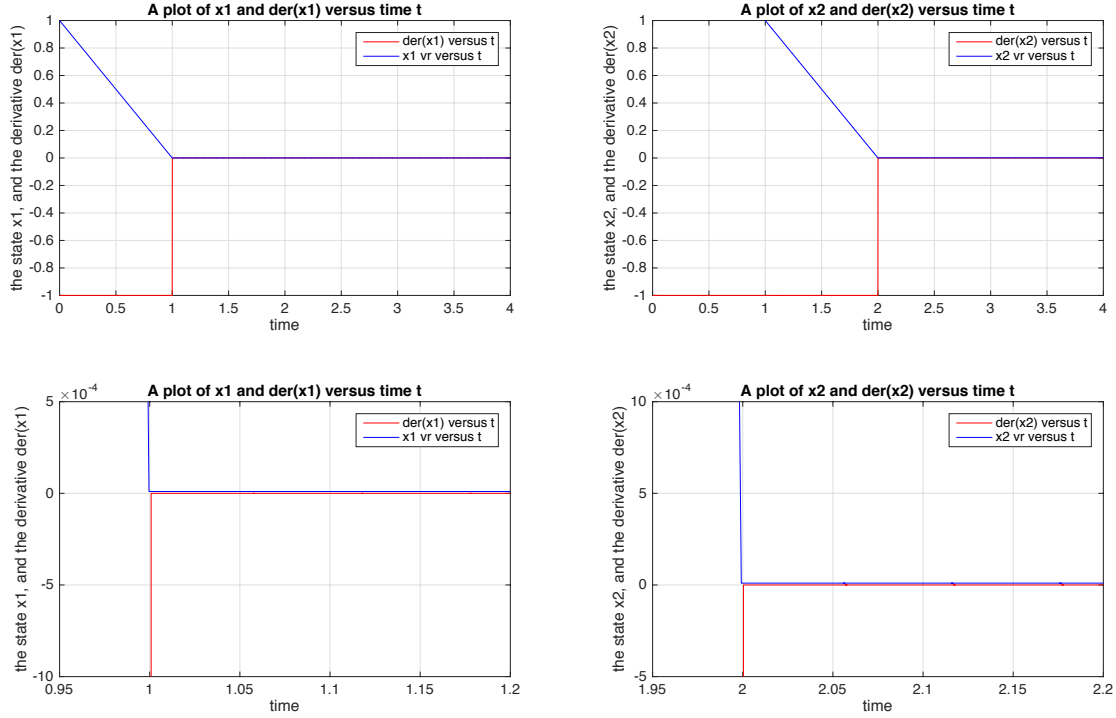 A plot of x1 and der(x1) versus time t
the state x1, and the derivative der(x1)
1
0.8
0.6
0.4
0.2
0
-0.2
-0.4
-0.6
-0.8
-1
der(x1) versus t
x1 vr versus t
0 0.5 1 1.5 2 2.5 3 3.5 4
time
A plot of x2 and der(x2) versus time t
the state x2, and the derivative der(x2)
1
0.8
0.6
0.4
0.2
0
-0.2
-0.4
-0.6
-0.8
-1
der(x2) versus t
x2 vr versus t
0 0.5 1 1.5 2 2.5 3 3.5 4
time
A plot of x1 and der(x1) versus time t
×10⁻⁴
the state x1, and the derivative der(x1)
5
0
-5
-10
der(x1) versus t
x1 vr versus t
0.95 1 1.05 1.1 1.15 1.2
time
A plot of x2 and der(x2) versus time t
×10⁻⁴
the state x2, and the derivative der(x2)
10
5
0
-5
der(x2) versus t
x2 vr versus t
1.95 2 2.05 2.1 2.15 2.2
time